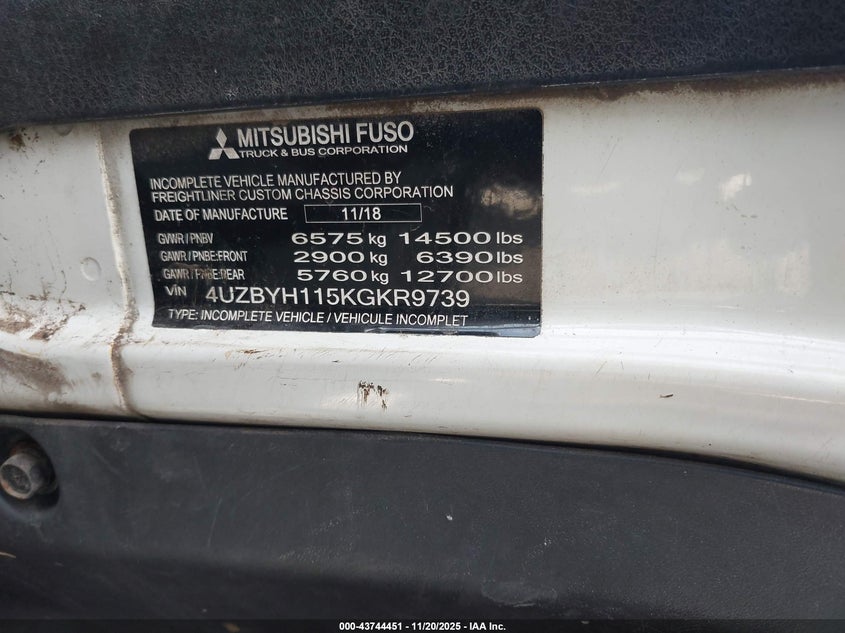 MITSUBISHI FUSO
TRUCK & BUS CORPORATION
INCOMPLETE VEHICLE MANUFACTURED BY
FREIGHTLINER CUSTOM CHASSIS CORPORATION
DATE OF MANUFACTURE 11/18
GVWR / PNBV 6575 kg 14500 lbs
GAWR / PNBE:FRONT 2900 kg 6390 lbs
GAWR / PNBE:REAR 5760 kg 12700 lbs
VIN 4UZBYH115KGKR9739
TYPE: INCOMPLETE VEHICLE / VEHICULE INCOMPLET
000-43744451 - 11/20/2025 - IAA Inc.